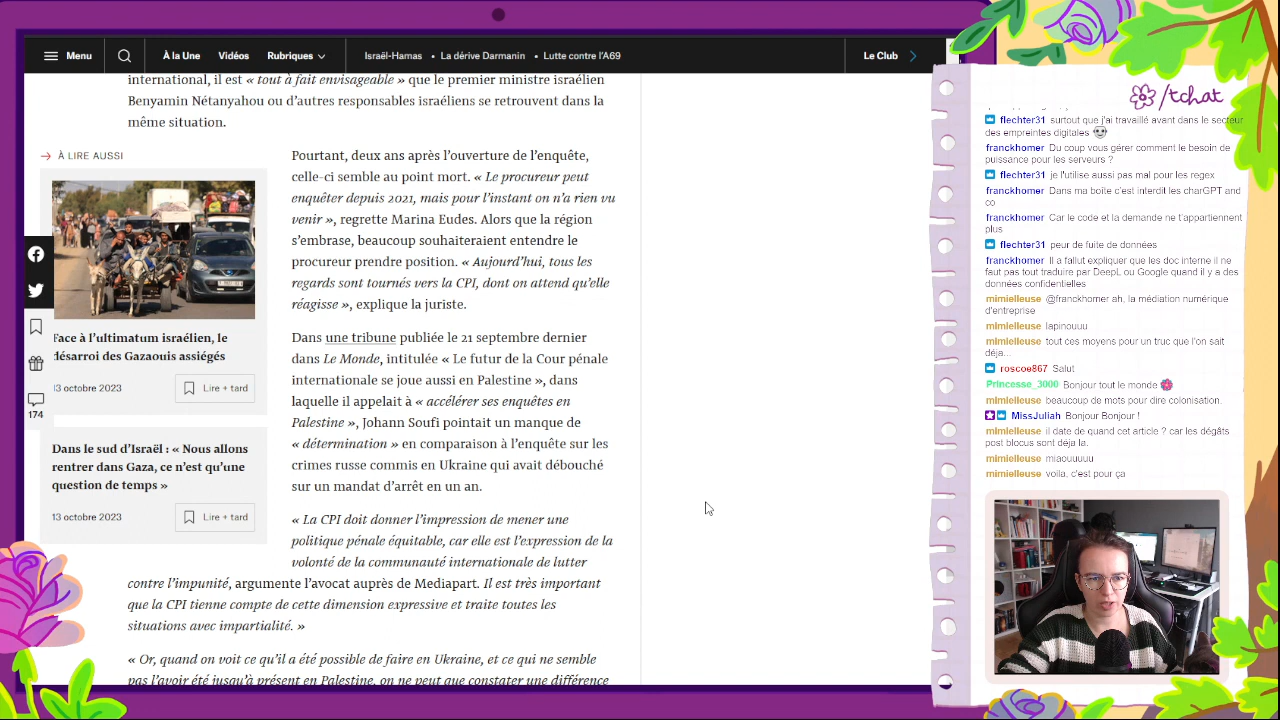 Menu
À la Une
Vidéos
Rubriques
Israël-Hamas
• La dérive Darmanin
• Lutte contre l'A69
Le Club
international, il est « tout à fait envisageable » que le premier ministre israélien
Benyamin Nétanyahou ou d'autres responsables israéliens se retrouvent dans la
même situation.
À LIRE AUSSI
Face à l'ultimatum israélien, le
désarroi des Gazaouis assiégés
13 octobre 2023
Lire + tard
174
Dans le sud d'Israël : « Nous allons
rentrer dans Gaza, ce n'est qu'une
question de temps »
13 octobre 2023
Lire + tard
Pourtant, deux ans après l'ouverture de l'enquête,
celle-ci semble au point mort. « Le procureur peut
enquêter depuis 2021, mais pour l'instant on n'a rien vu
venir », regrette Marina Eudes. Alors que la région
s'embrase, beaucoup souhaiteraient entendre le
procureur prendre position. « Aujourd'hui, tous les
regards sont tournés vers la CPI, dont on attend qu'elle
réagisse », explique la juriste.
Dans une tribune publiée le 21 septembre dernier
dans Le Monde, intitulée « Le futur de la Cour pénale
internationale se joue aussi en Palestine », dans
laquelle il appelait à « accélérer ses enquêtes en
Palestine », Johann Soufi pointait un manque de
« détermination » en comparaison à l'enquête sur les
crimes russe commis en Ukraine qui avait débouché
sur un mandat d'arrêt en un an.
« La CPI doit donner l'impression de mener une
politique pénale équitable, car elle est l'expression de la
volonté de la communauté internationale de lutter
contre l'impunité, argumente l'avocat auprès de Mediapart. Il est très important
que la CPI tienne compte de cette dimension expressive et traite toutes les
situations avec impartialité. »
« Or, quand on voit ce qu'il a été possible de faire en Ukraine, et ce qui ne semble
pas l'avoir été jusqu'à présent en Palestine, on ne peut que constater une différence
/tchat
flechter31 surtout que j'ai travaillé avant dans le secteur
des empreintes digitales
franckhomer Du coup vous gérer comment le besoin de
puissance pour les serveurs ?
flechter31 je l'utilise aussi pas mal pour les regex
franckhomer Dans ma boite c'est interdit les charGPT and
co
franckhomer Car le code et la demande ne t'appartiennent
plus
flechter31 peur de fuite de données
franckhomer Il a fallut expliquer que les doc interne il ne
faut pas tout traduire par DeepL ou Google quand il y a des
données confidentielles
mimielleuse @franckhomer ah, la médiation numérique
d'entreprise
mimielleuse lapinouuu
mimielleuse tout ces moyens pour un truc que l'on sait
déja...
roscoe867 Salut
Princesse_3000 Bonjour tout le monde
mimielleuse beaucoup de mots pour dire colonisation.
MissJuliah Bonjour Bonjour !
mimielleuse il date de quand cet article ? car les dégâts
post blocus sont déja la.
mimielleuse miaouuuuu
mimielleuse voila, c'est pour ça